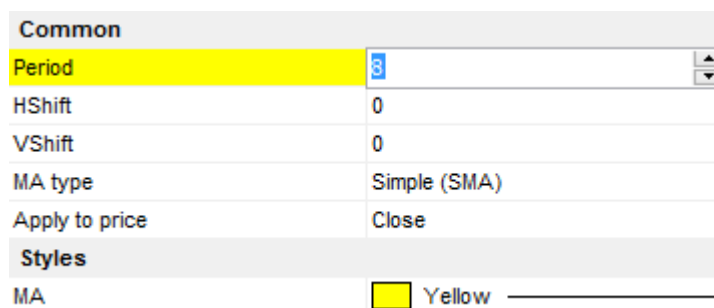 Common
Period 8
HShift 0
VShift 0
MA type Simple (SMA)
Apply to price Close
Styles
MA Yellow